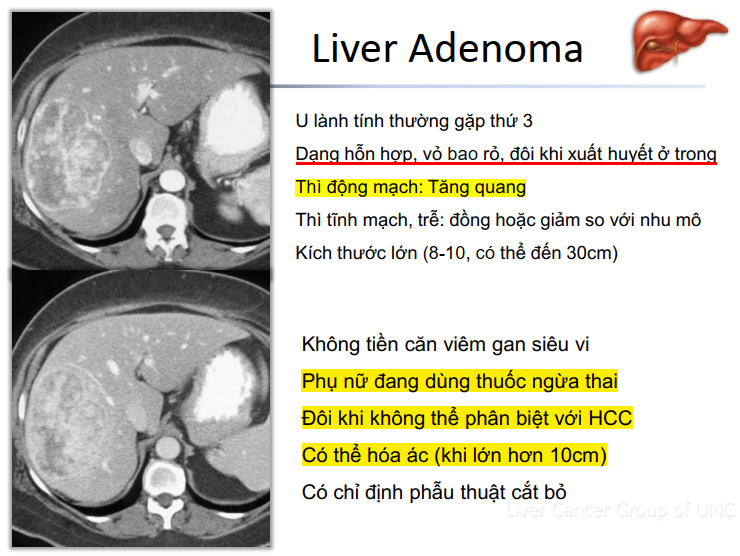 Liver Adenoma
U lành tính thường gặp thứ 3
Dạng hỗn hợp, vỏ bao rỏ, đôi khi xuất huyết ở trong
Thì động mạch: Tăng quang
Thì tĩnh mạch, trễ: đồng hoặc giảm so với nhu mô
Kích thước lớn (8-10, có thể đến 30cm)
Không tiền căn viêm gan siêu vi
Phụ nữ đang dùng thuốc ngừa thai
Đôi khi không thể phân biệt với HCC
Có thể hóa ác (khi lớn hơn 10cm)
Có chỉ định phẫu thuật cắt bỏ
Liver Cancer Group of UMC